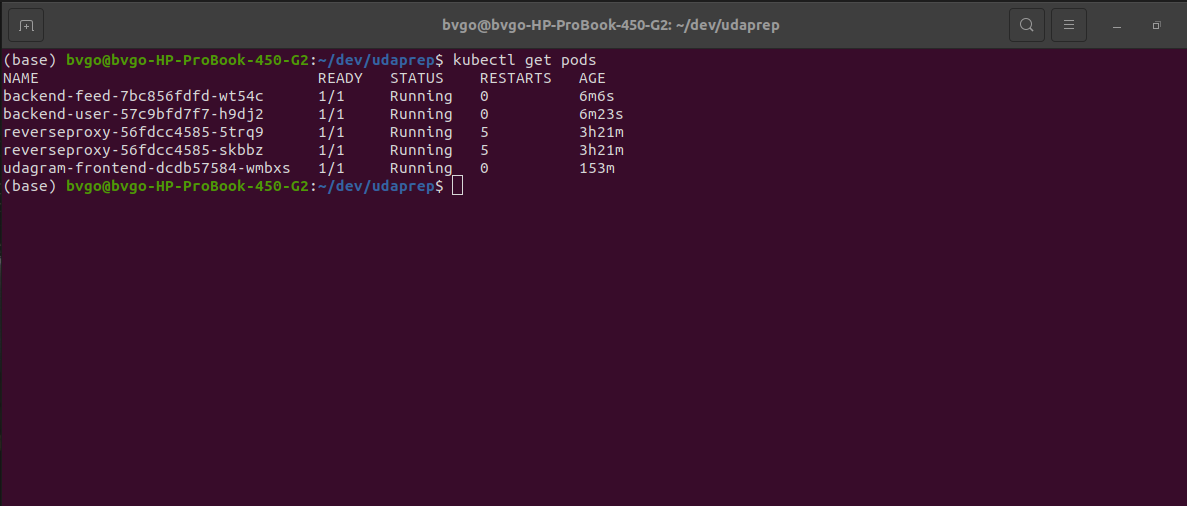 bvgo@bvgo-HP-ProBook-450-G2: ~/dev/udaprep
(base) bvgo@bvgo-HP-ProBook-450-G2:~/dev/udaprep$ kubectl get pods
NAME READY STATUS RESTARTS AGE
backend-feed-7bc856fdfd-wt54c 1/1 Running 0 6m6s
backend-user-57c9bfd7f7-h9dj2 1/1 Running 0 6m23s
reverseproxy-56fdcc4585-5trq9 1/1 Running 5 3h21m
reverseproxy-56fdcc4585-skbbz 1/1 Running 5 3h21m
udagram-frontend-dcdb57584-wmbxs 1/1 Running 0 153m
(base) bvgo@bvgo-HP-ProBook-450-G2:~/dev/udaprep$